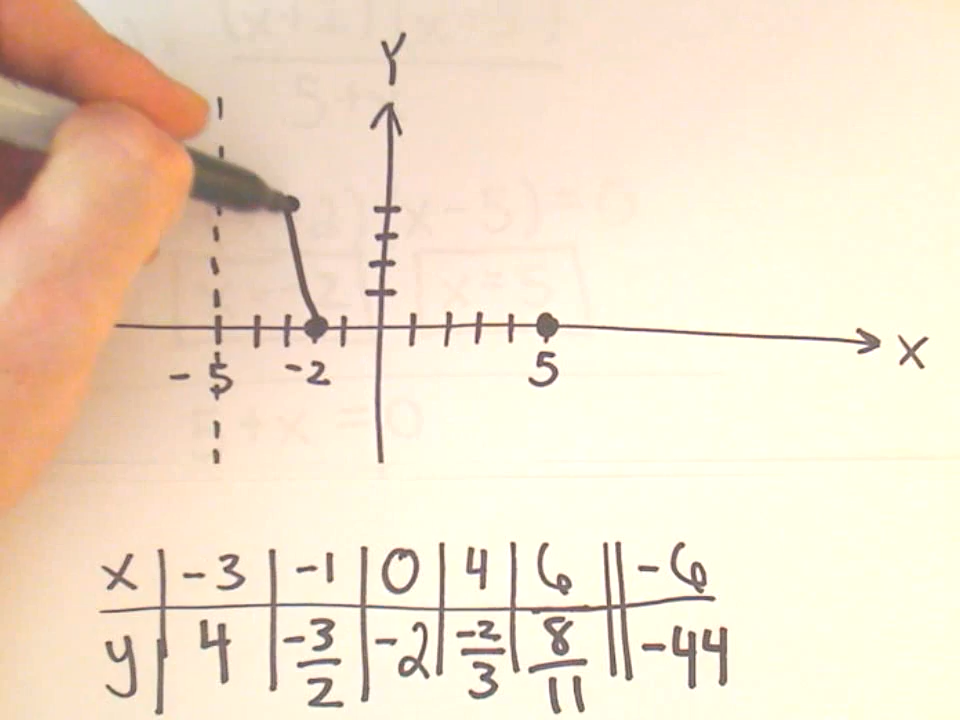 Y
-5 -2 5 X
x -3 -1 0 4 6 -6
y 4 -3/2 -2 -2/3 8/11 -44